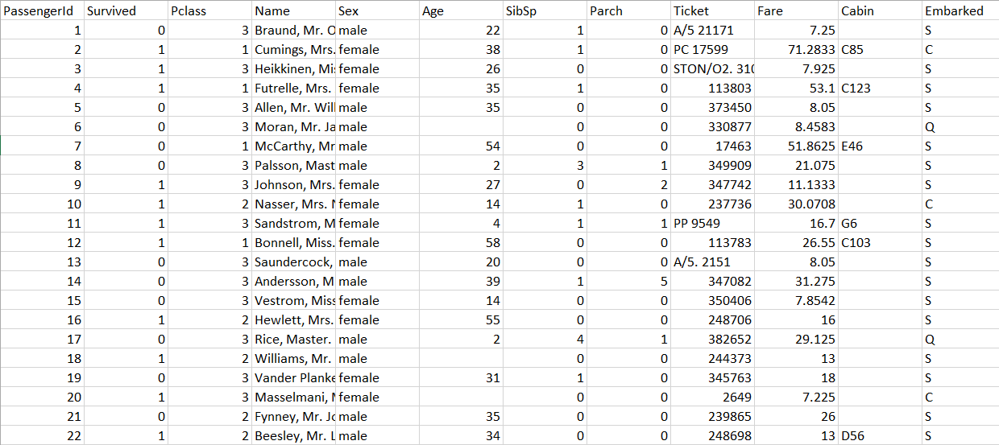 PassengerId Survived Pclass Name Sex Age SibSp Parch Ticket Fare Cabin Embarked
1 0 3 Braund, Mr. O male 22 1 0 A/5 21171 7.25 S
2 1 1 Cumings, Mrs. female 38 1 0 PC 17599 71.2833 C85 C
3 1 3 Heikkinen, Mis female 26 0 0 STON/O2. 310 7.925 S
4 1 1 Futrelle, Mrs. female 35 1 0 113803 53.1 C123 S
5 0 3 Allen, Mr. Will male 35 0 0 373450 8.05 S
6 0 3 Moran, Mr. Ja male 0 0 330877 8.4583 Q
7 0 1 McCarthy, Mr male 54 0 0 17463 51.8625 E46 S
8 0 3 Palsson, Mast male 2 3 1 349909 21.075 S
9 1 3 Johnson, Mrs. female 27 0 2 347742 11.1333 S
10 1 2 Nasser, Mrs. N female 14 1 0 237736 30.0708 C
11 1 3 Sandstrom, M female 4 1 1 PP 9549 16.7 G6 S
12 1 1 Bonnell, Miss. female 58 0 0 113783 26.55 C103 S
13 0 3 Saundercock, male 20 0 0 A/5. 2151 8.05 S
14 0 3 Andersson, M male 39 1 5 347082 31.275 S
15 0 3 Vestrom, Miss female 14 0 0 350406 7.8542 S
16 1 2 Hewlett, Mrs. female 55 0 0 248706 16 S
17 0 3 Rice, Master. male 2 4 1 382652 29.125 Q
18 1 2 Williams, Mr. male 0 0 244373 13 S
19 0 3 Vander Planke female 31 1 0 345763 18 S
20 1 3 Masselmani, M female 0 0 2649 7.225 C
21 0 2 Fynney, Mr. Jo male 35 0 0 239865 26 S
22 1 2 Beesley, Mr. L male 34 0 0 248698 13 D56 S